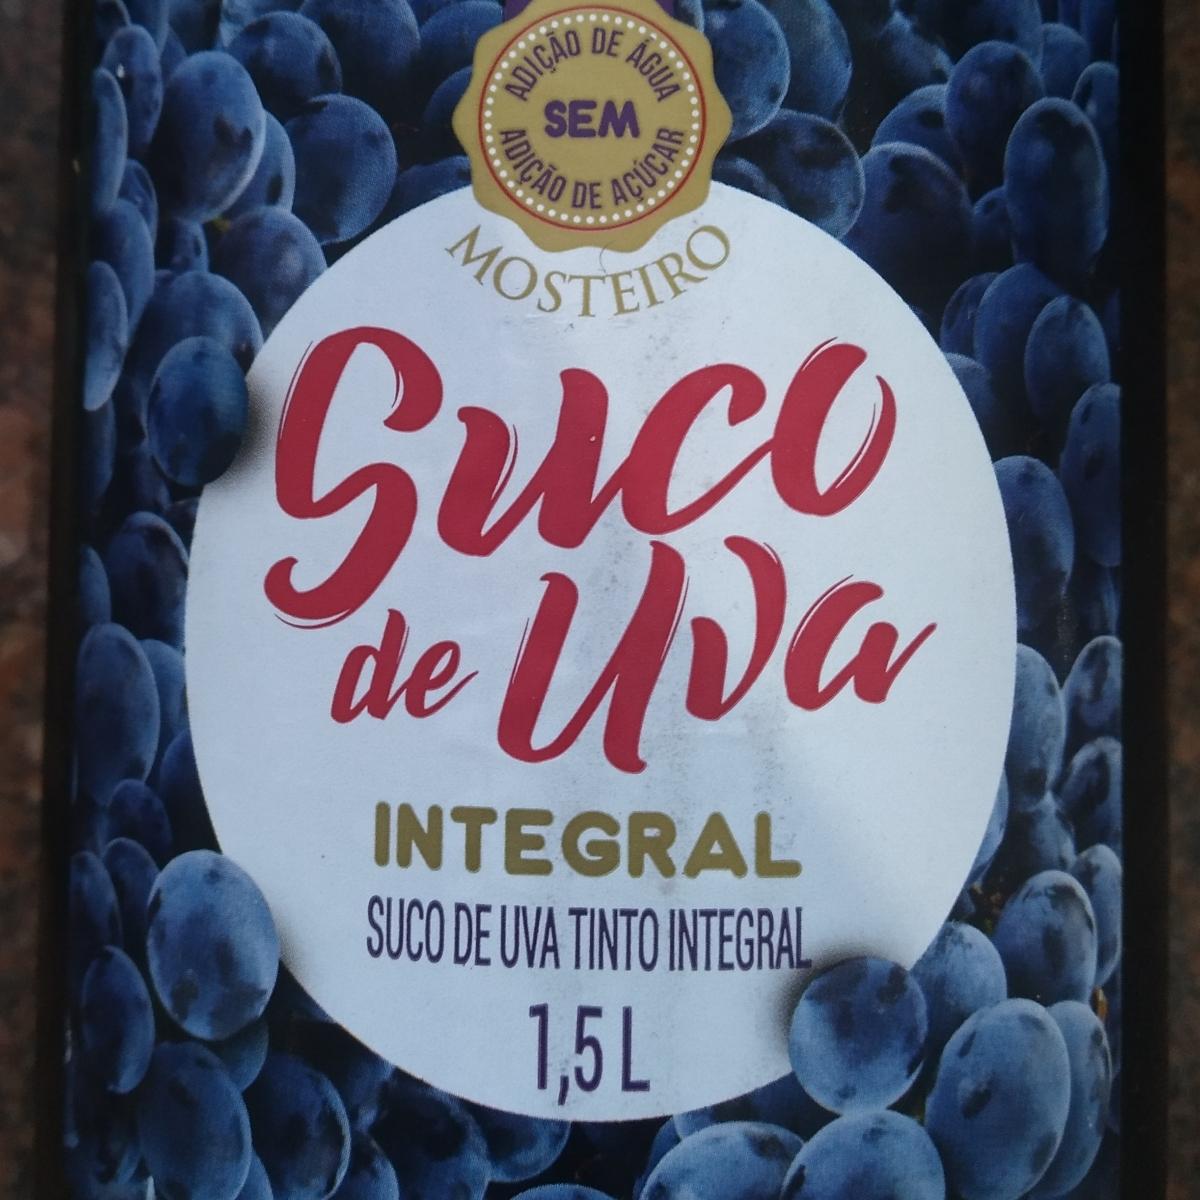 ADIÇÃO DE ÁGUA
SEM
ADIÇÃO DE AÇÚCAR
MOSTEIRO
Suco
de Uva
INTEGRAL
SUCO DE UVA TINTO INTEGRAL
1,5 L